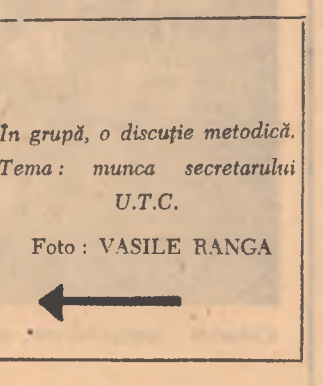 În grupă, o discuție metodică.
Tema : munca secretarului
U.T.C.
Foto : VASILE RANGA